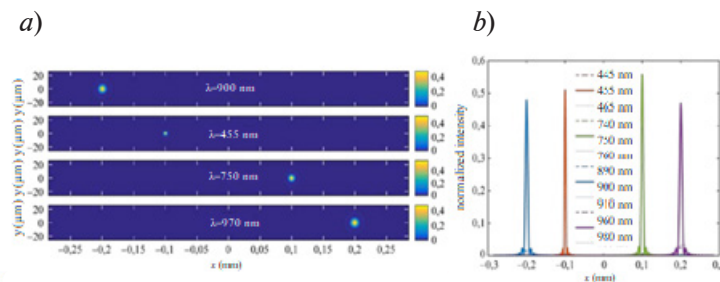 a)
b)
y (μm) y (μm) y (μm) y (μm)
20
0
−20
λ=900 nm
0,4
0,2
0
20
0
−20
λ=455 nm
0,4
0,2
0
20
0
−20
λ=750 nm
0,4
0,2
0
20
0
−20
λ=970 nm
0,4
0,2
0
−0,25 −0,2 −0,15 −0,1 −0,05 0 0,05 0,1 0,15 0,2 0,25
x (mm)
normalized intensity
0,6
0,5
0,4
0,3
0,2
0,1
0
445 nm
455 nm
465 nm
740 nm
750 nm
760 nm
890 nm
900 nm
910 nm
960 nm
980 nm
−0,3 −0,2 −0,1 0 0,1 0,2 0,3
x (mm)